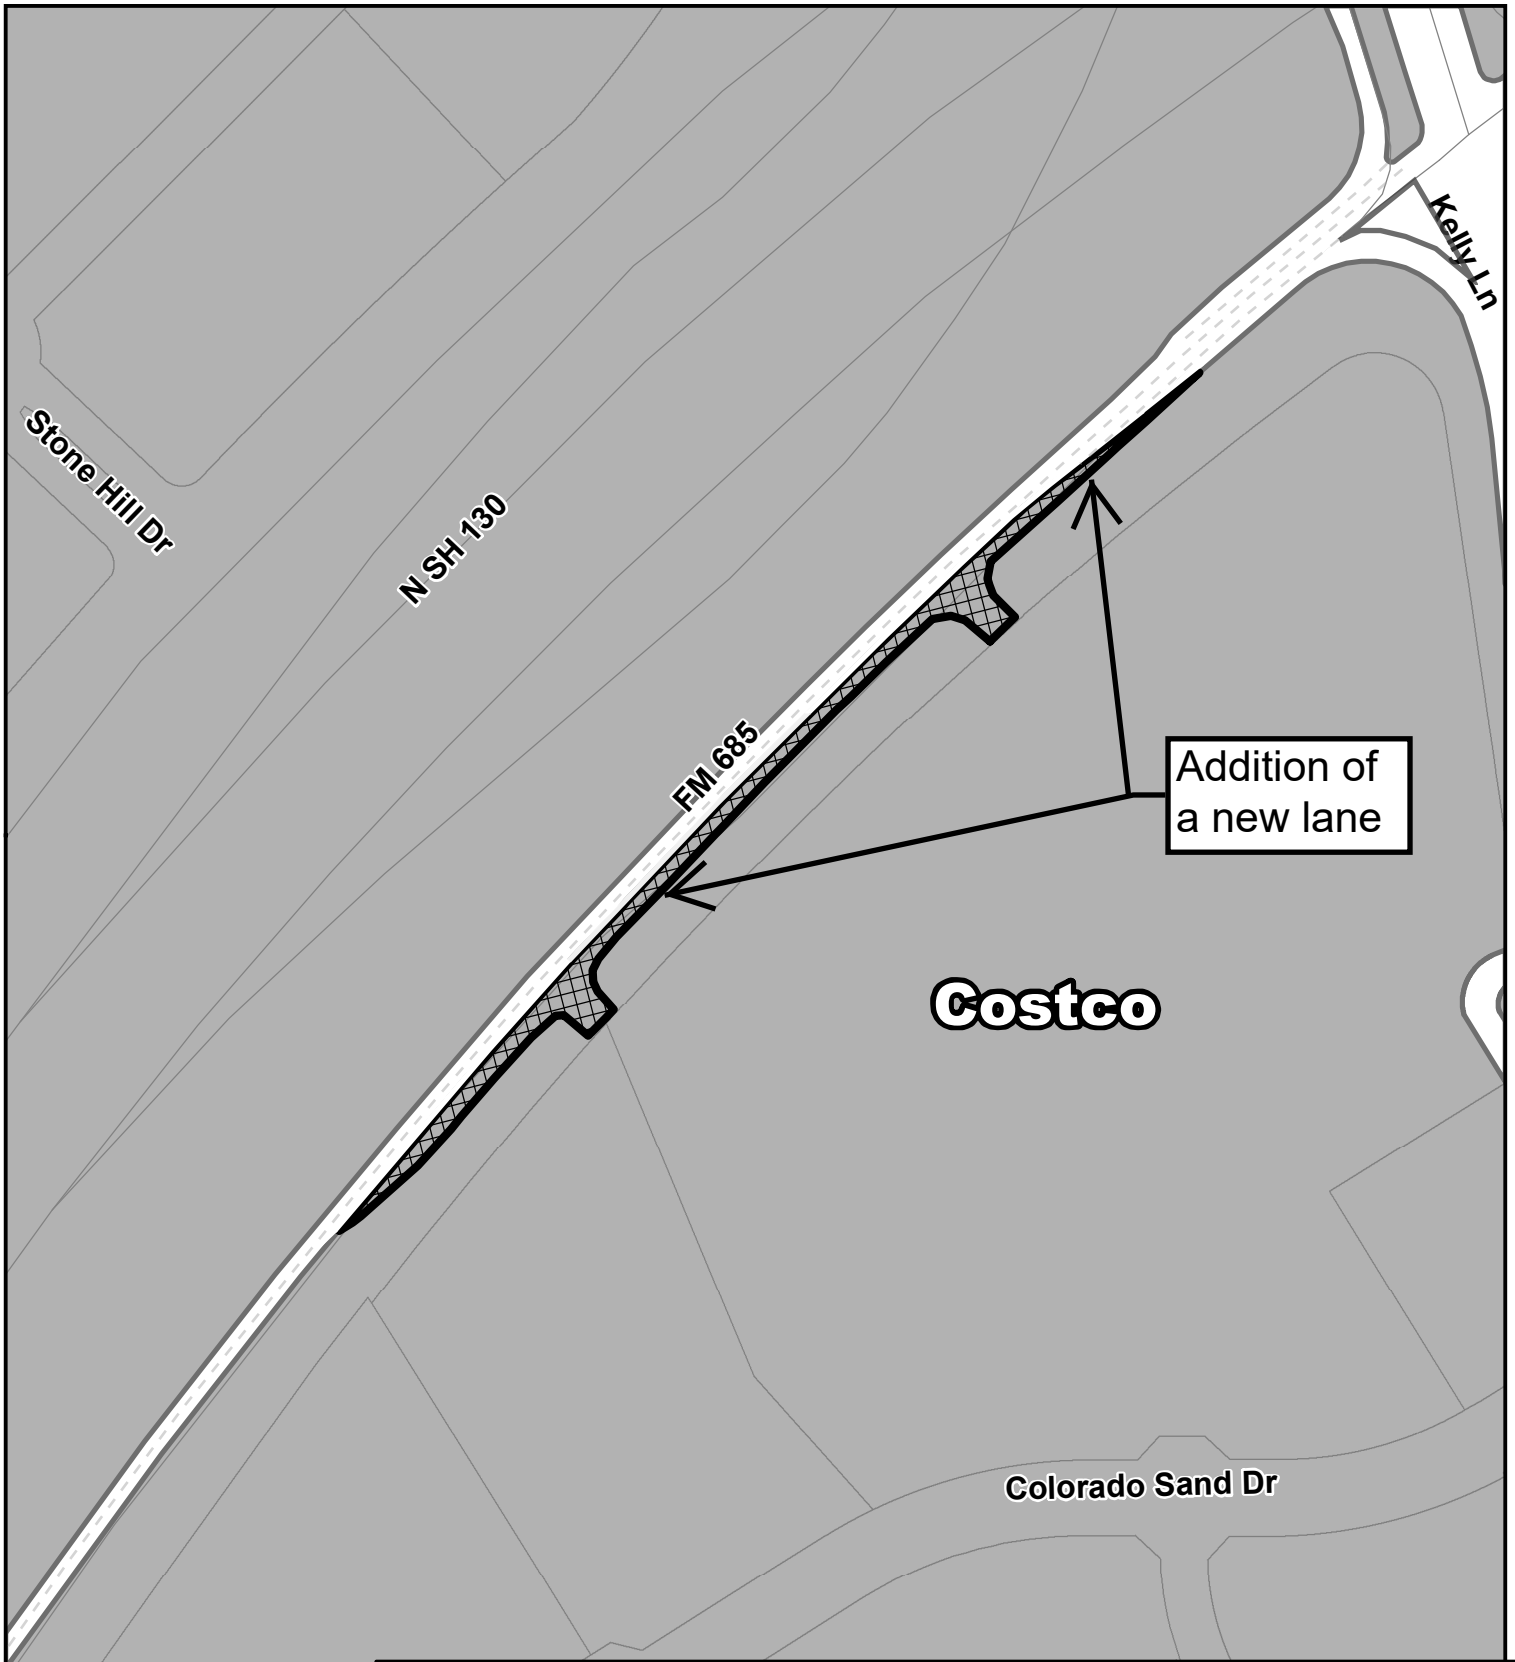 Kelly Ln
Stone Hill Dr
N SH 130
FM 685
Addition of
a new lane
Costco
Colorado Sand Dr